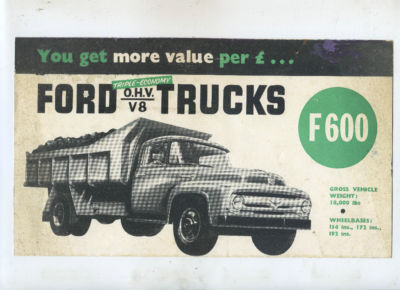 You get more value per £ ...
TRIPLE-ECONOMY
FORD O.H.V. V8 TRUCKS
F600
GROSS VEHICLE
WEIGHT:
18,000 lbs
•
WHEELBASES:
154 ins., 172 ins.,
192 ins.